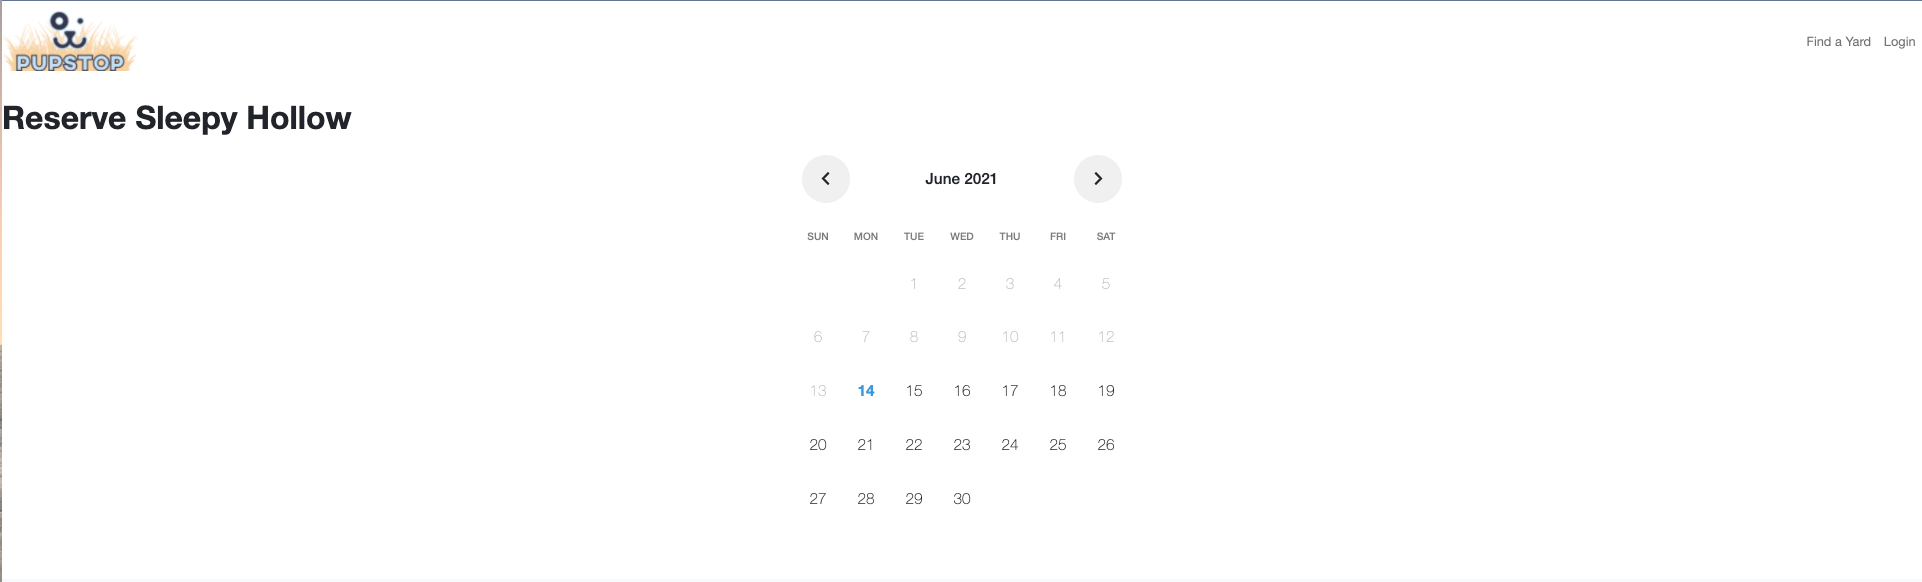 PUPSTOP
Find a Yard Login
Reserve Sleepy Hollow
June 2021
SUN MON TUE WED THU FRI SAT
1 2 3 4 5
6 7 8 9 10 11 12
13 14 15 16 17 18 19
20 21 22 23 24 25 26
27 28 29 30